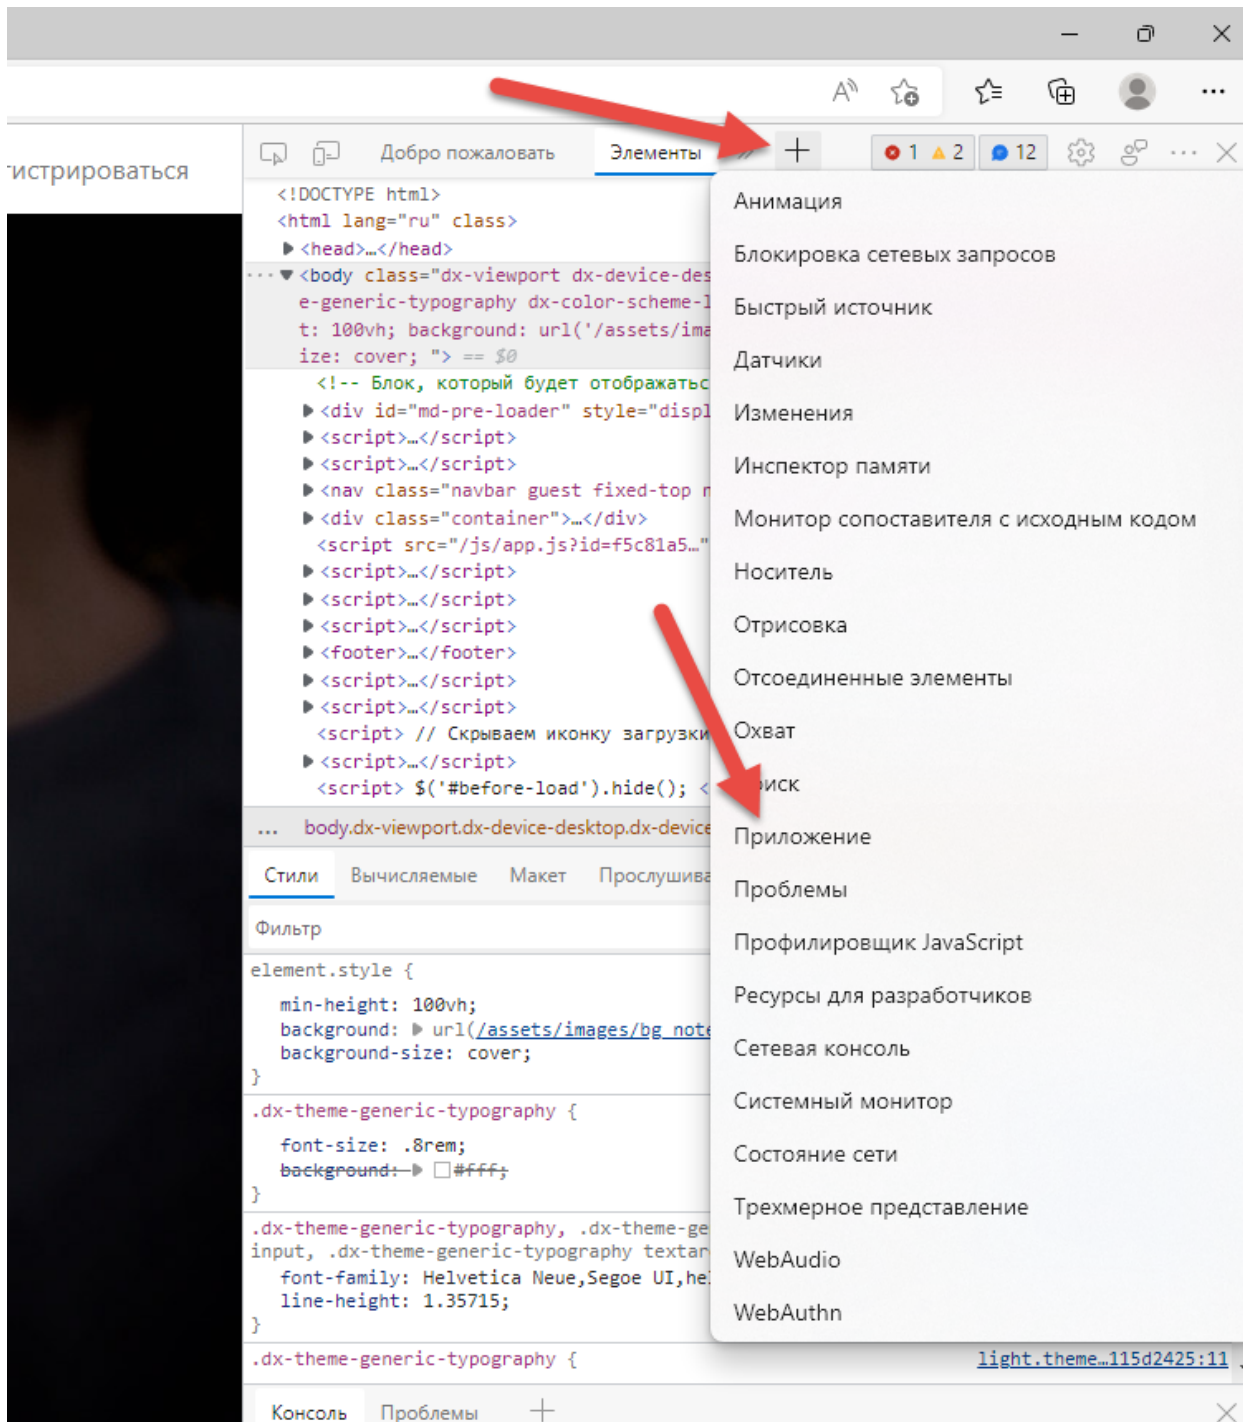 гистрироваться
Добро пожаловать Элементы 1 2 12
<!DOCTYPE html>
<html lang="ru" class>
<head>…</head>
<body class="dx-viewport dx-device-des
e-generic-typography dx-color-scheme-l
t: 100vh; background: url('/assets/ima
ize: cover; "> == $0
<!-- Блок, который будет отображатьс
<div id="md-pre-loader" style="displ
<script>…</script>
<script>…</script>
<nav class="navbar guest fixed-top n
<div class="container">…</div>
<script src="/js/app.js?id=f5c81a5…"
<script>…</script>
<script>…</script>
<script>…</script>
<footer>…</footer>
<script>…</script>
<script>…</script>
<script> // Скрываем иконку загрузки
<script>…</script>
<script> $('#before-load').hide(); <
... body.dx-viewport.dx-device-desktop.dx-device
Стили Вычисляемые Макет Прослушива
Фильтр
element.style {
min-height: 100vh;
background: url(/assets/images/bg_note
background-size: cover;
}
.dx-theme-generic-typography {
font-size: .8rem;
background: #fff;
}
.dx-theme-generic-typography, .dx-theme-ge
input, .dx-theme-generic-typography textar
font-family: Helvetica Neue,Segoe UI,hel
line-height: 1.35715;
}
.dx-theme-generic-typography {
light.theme…115d2425:11
Консоль Проблемы
Анимация
Блокировка сетевых запросов
Быстрый источник
Датчики
Изменения
Инспектор памяти
Монитор сопоставителя с исходным кодом
Носитель
Отрисовка
Отсоединенные элементы
Охват
иск
Приложение
Проблемы
Профилировщик JavaScript
Ресурсы для разработчиков
Сетевая консоль
Системный монитор
Состояние сети
Трехмерное представление
WebAudio
WebAuthn